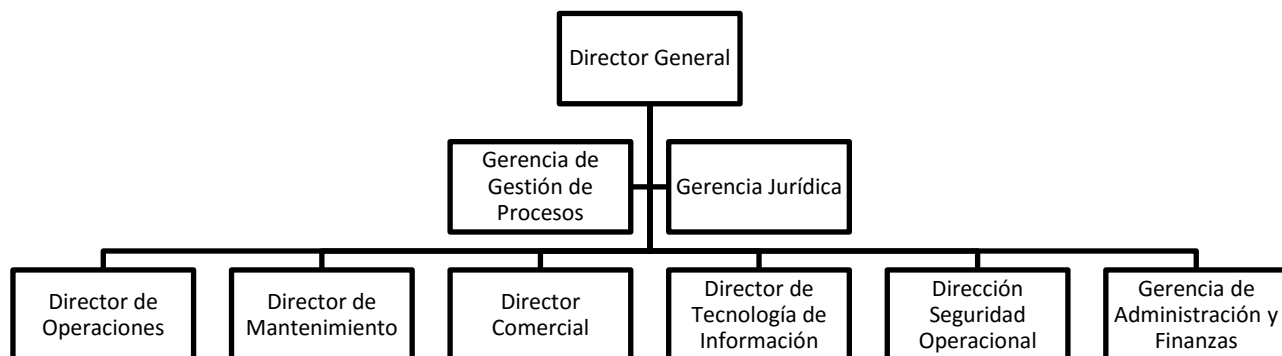 Director General
Gerencia de
Gestión de
Procesos
Gerencia Jurídica
Director de
Operaciones
Director de
Mantenimiento
Director
Comercial
Director de
Tecnología de
Información
Dirección
Seguridad
Operacional
Gerencia de
Administración y
Finanzas